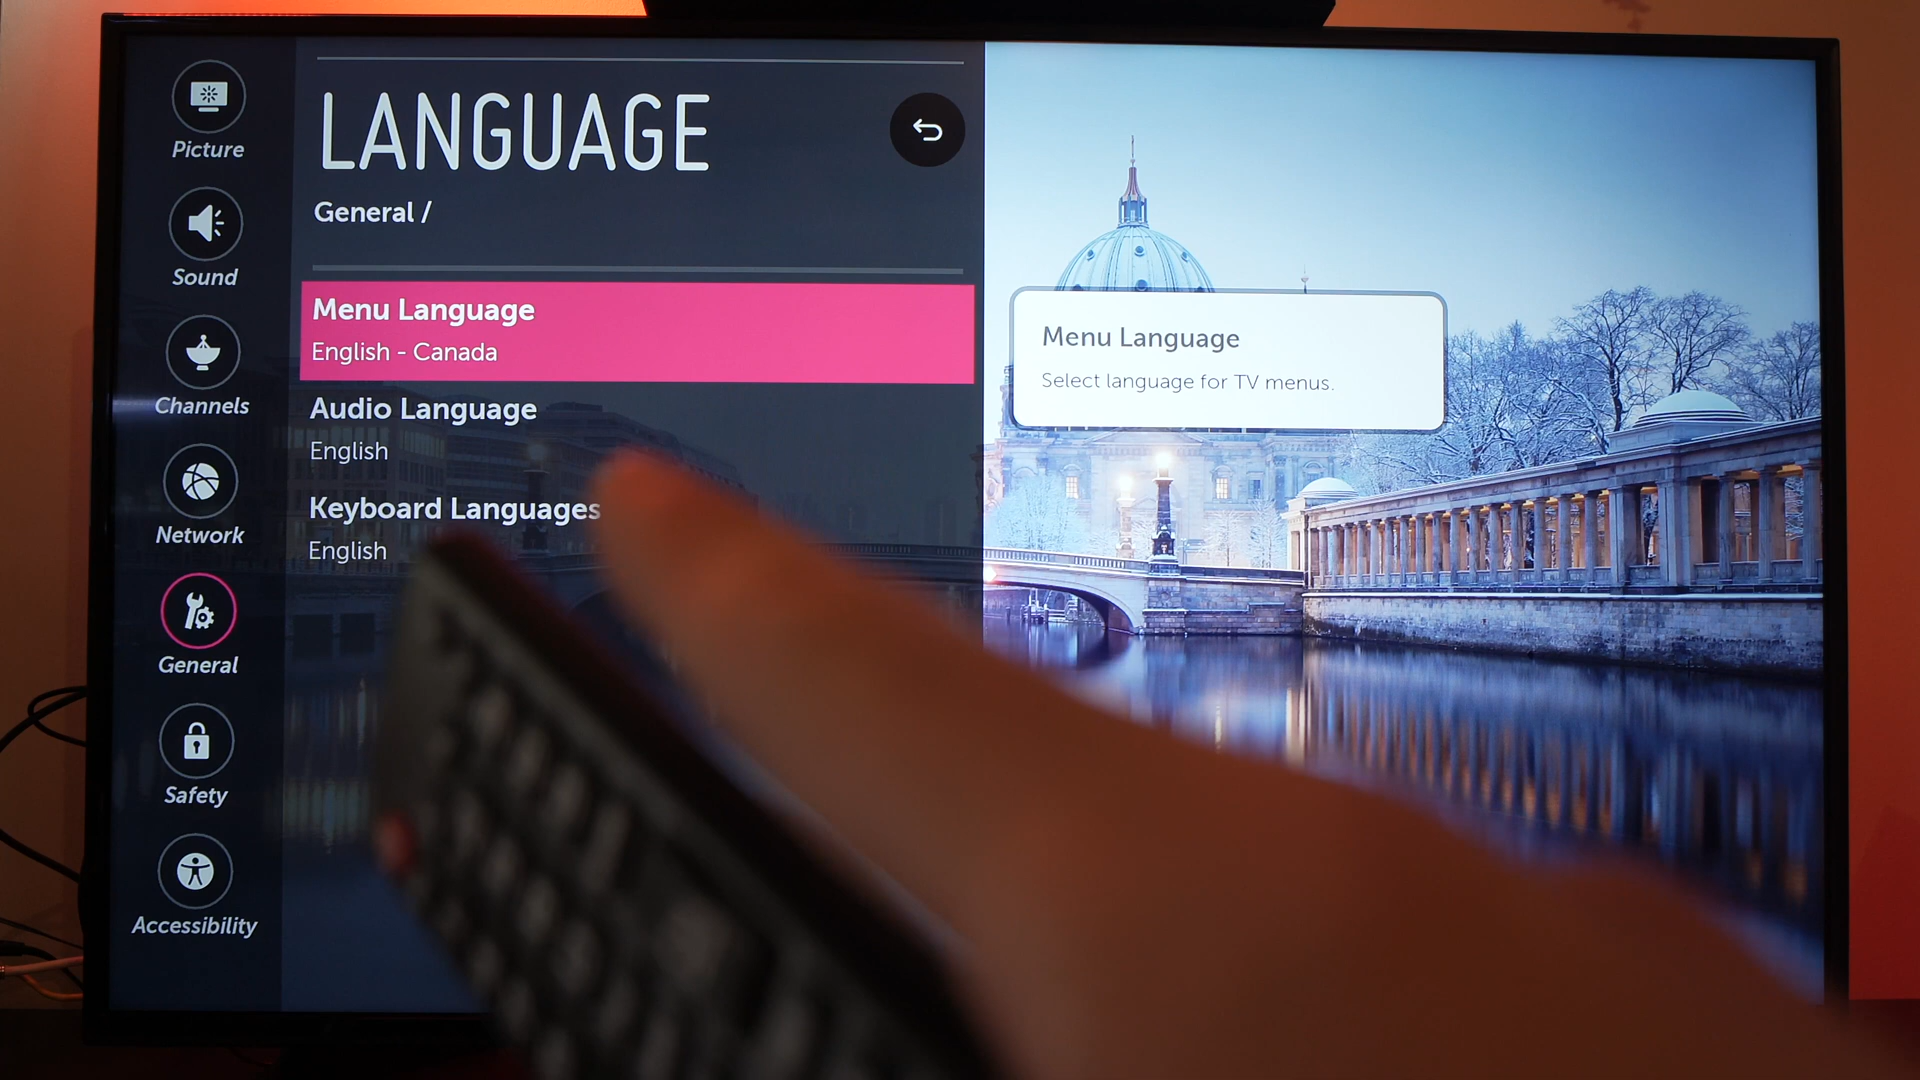 Picture
Sound
Channels
Network
General
Safety
Accessibility
LANGUAGE
General /
Menu Language
English - Canada
Audio Language
English
Keyboard Languages
English
Menu Language
Select language for TV menus.